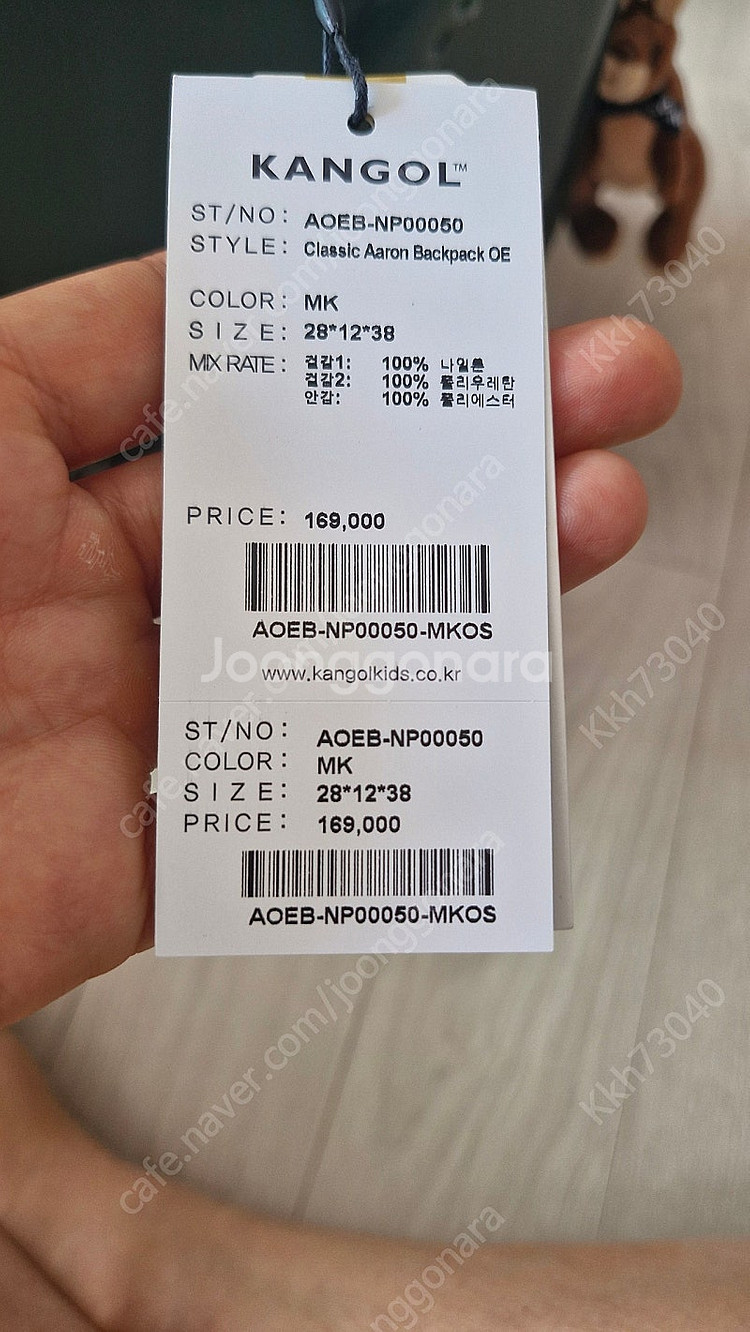 KANGOL™
ST/NO: AOEB-NP00050
STYLE: Classic Aaron Backpack OE
COLOR: MK
SIZE: 28*12*38
MIX RATE: 겉감1: 100% 나일론
겉감2: 100% 폴리우레탄
안감: 100% 폴리에스터
PRICE: 169,000
AOEB-NP00050-MKOS
Joonggonara
www.kangolkids.co.kr
ST/NO: AOEB-NP00050
COLOR: MK
SIZE: 28*12*38
PRICE: 169,000
AOEB-NP00050-MKOS
cafe.naver.com/joonggonara
Kkh73040
Kkh73040
Kkh73040